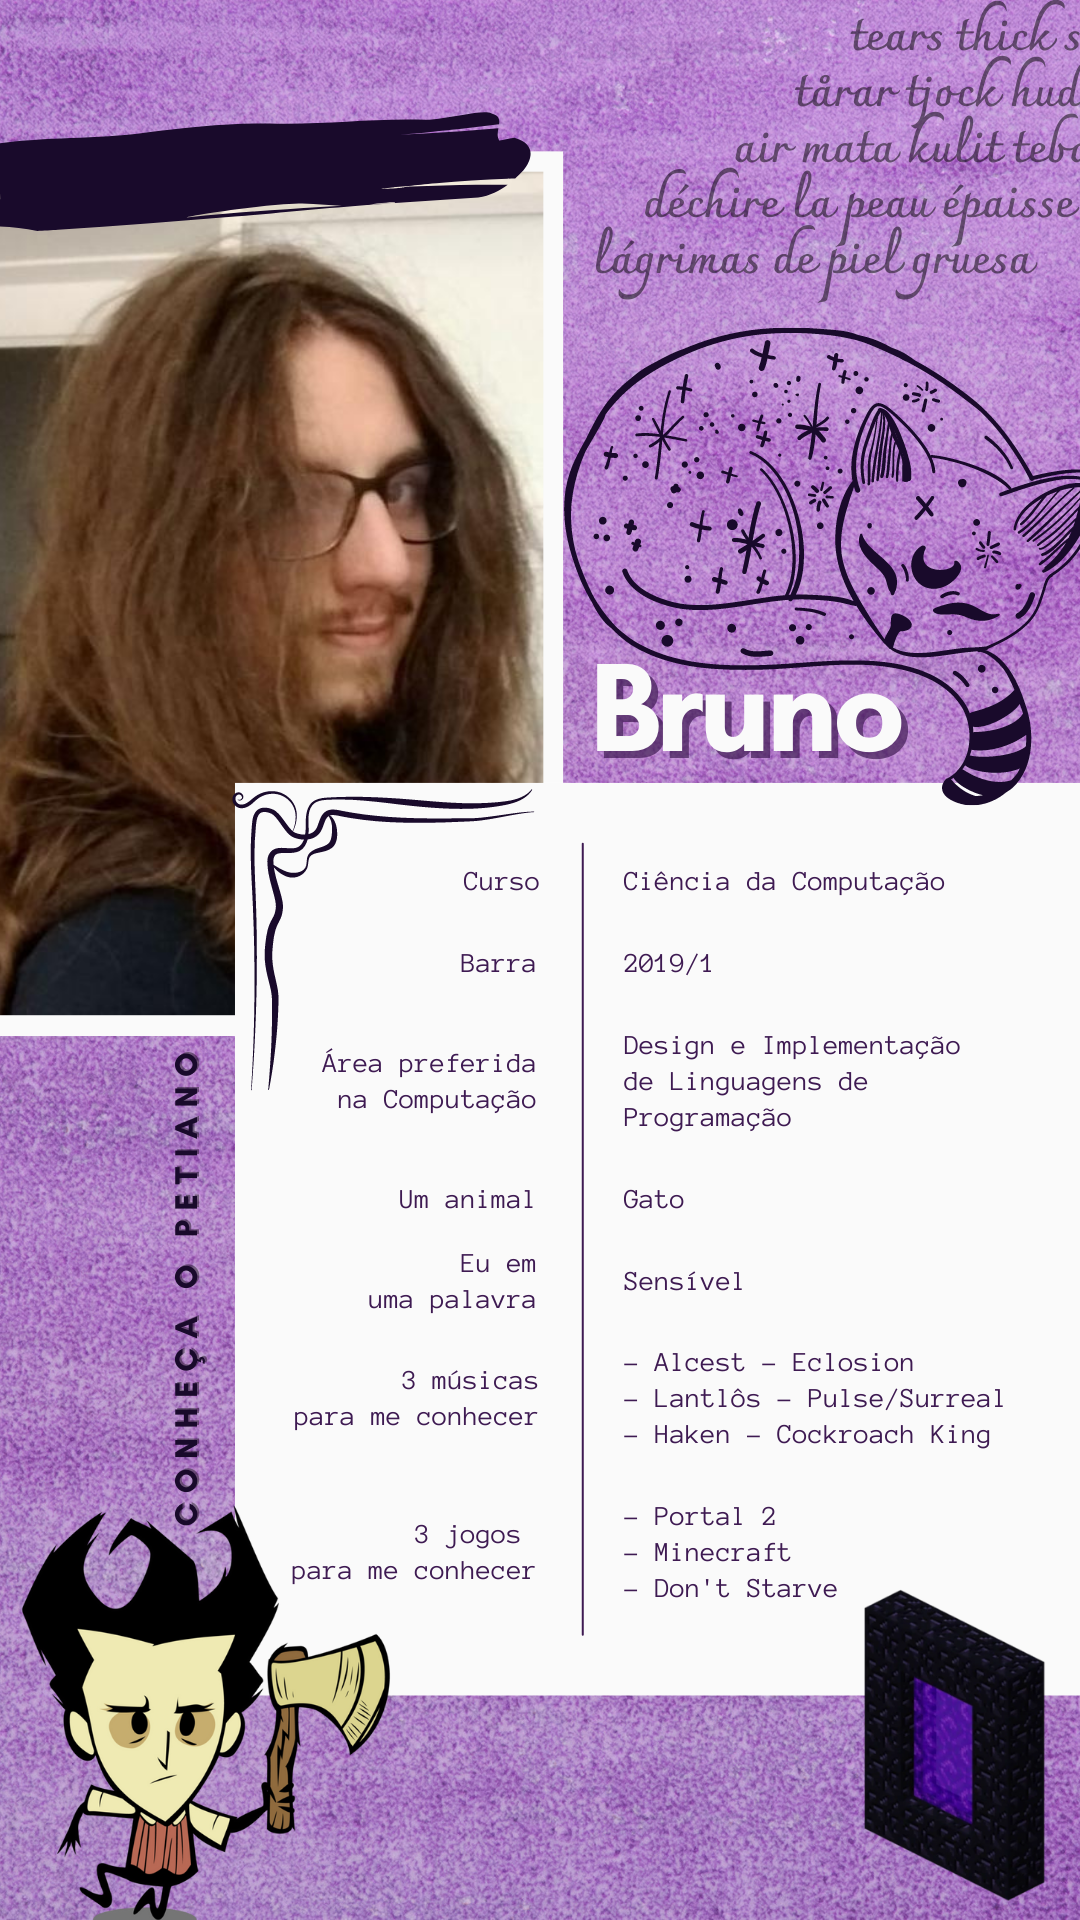 tears thick s
tårar tjock hud
air mata kulit teba
déchire la peau épaisse
lágrimas de piel gruesa
Bruno
Curso
Ciência da Computação
Barra
2019/1
Área preferida
na Computação
Design e Implementação
de Linguagens de
Programação
Um animal
Gato
Eu em
uma palavra
Sensível
3 músicas
para me conhecer
- Alcest - Eclosion
- Lantlôs - Pulse/Surreal
- Haken - Cockroach King
3 jogos
para me conhecer
- Portal 2
- Minecraft
- Don't Starve
CONHEÇA O PETIANO